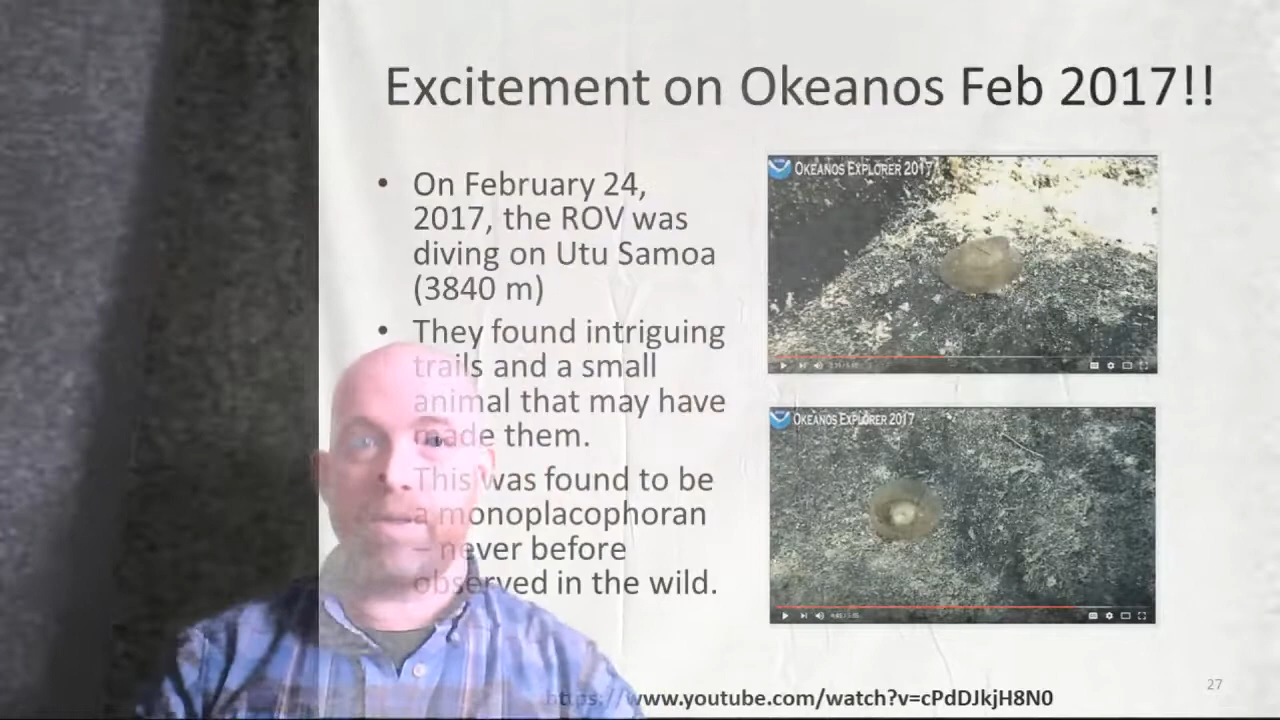 Excitement on Okeanos Feb 2017!!
• On February 24,
2017, the ROV was
diving on Utu Samoa
(3840 m)
• They found intriguing
trails and a small
animal that may have
made them.
This was found to be
a monoplacophoran
– never before
observed in the wild.
OKEANOS EXPLORER 2017
OKEANOS EXPLORER 2017
https://www.youtube.com/watch?v=cPdDJkjH8N0
27